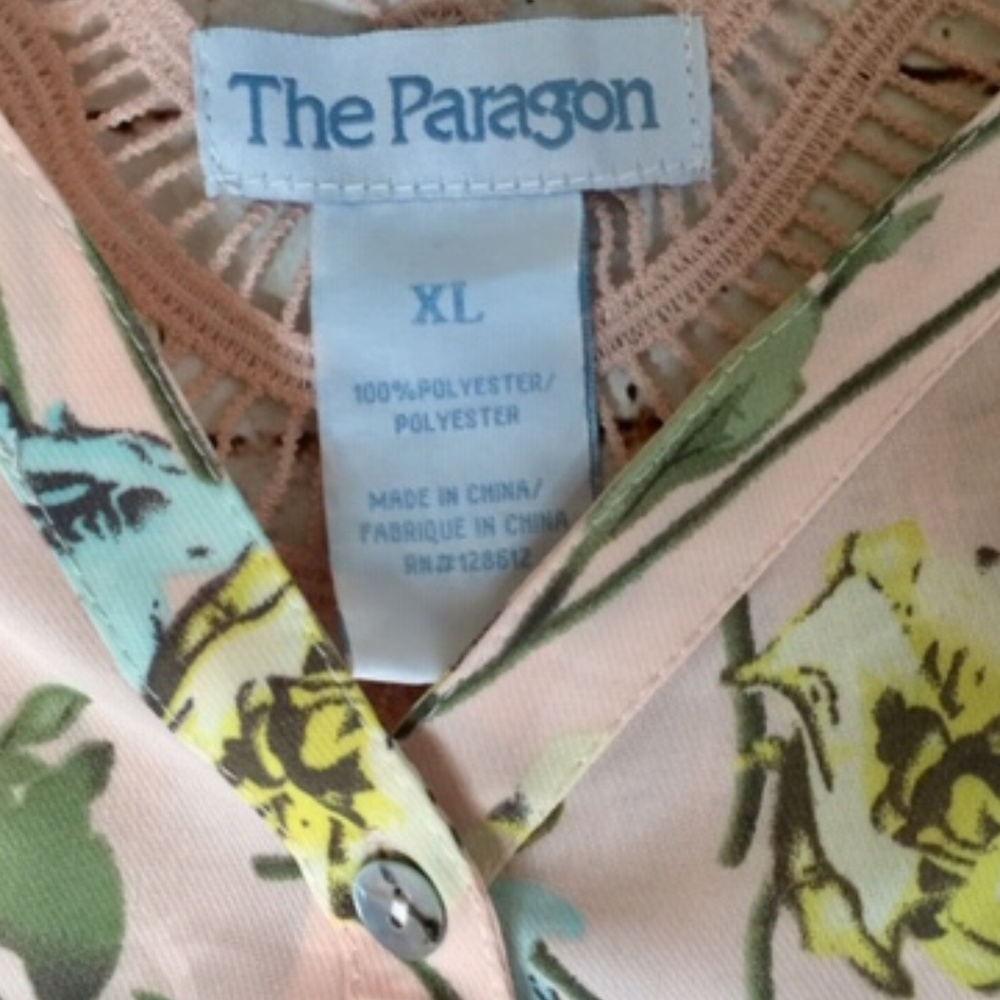 The Paragon
XL
100%POLYESTER/
POLYESTER
MADE IN CHINA/
FABRIQUE IN CHINA
RN#128612